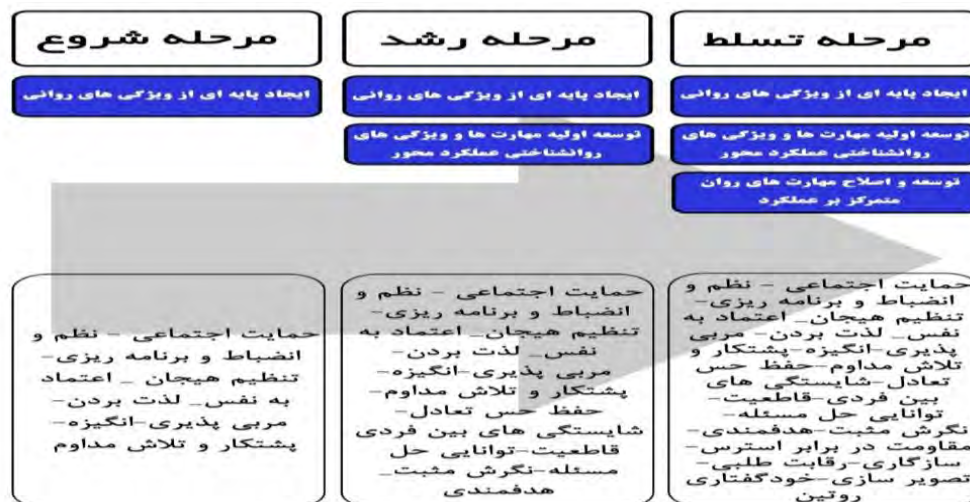 مرحله شروع
مرحله رشد
مرحله تسلط
ایجاد پایه ای از ویژگی های روانی
ایجاد پایه ای از ویژگی های روانی
ایجاد پایه ای از ویژگی های روانی
توسعه اولیه مهارت ها و ویژگی های
روانشناختی عملکرد محور
توسعه اولیه مهارت ها و ویژگی های
روانشناختی عملکرد محور
توسعه و اصلاح مهارت های روان
متمرکز بر عملکرد
حمایت اجتماعی - نظم و
انضباط و برنامه ریزی-
تنظیم هیجان _ اعتماد
به نفس_ لذت بردن-
مربی پذیری-انگیزه-
پشتکار و تلاش مداوم
حمایت اجتماعی - نظم و
انضباط و برنامه ریزی-
تنظیم هیجان_ اعتماد به
نفس_ لذت بردن-
مربی پذیری-انگیزه-
پشتکار و تلاش مداوم-
حفظ حس تعادل-
شایستگی های بین فردی
قاطعیت-توانایی حل
مسئله-نگرش مثبت_
هدفمندی
حمایت اجتماعی - نظم و
انضباط و برنامه ریزی-
تنظیم هیجان_ اعتماد به
نفس_ لذت بردن- مربی
پذیری-انگیزه-پشتکار و
تلاش مداوم-حفظ حس
تعادل-شایستگی های
بین فردی-قاطعیت-
توانایی حل مسئله-
نگرش مثبت-هدفمندی-
مقاومت در برابر استرس-
سازگاری-رقابت طلبی-
تصویر سازی-خودگفتاری
روتین